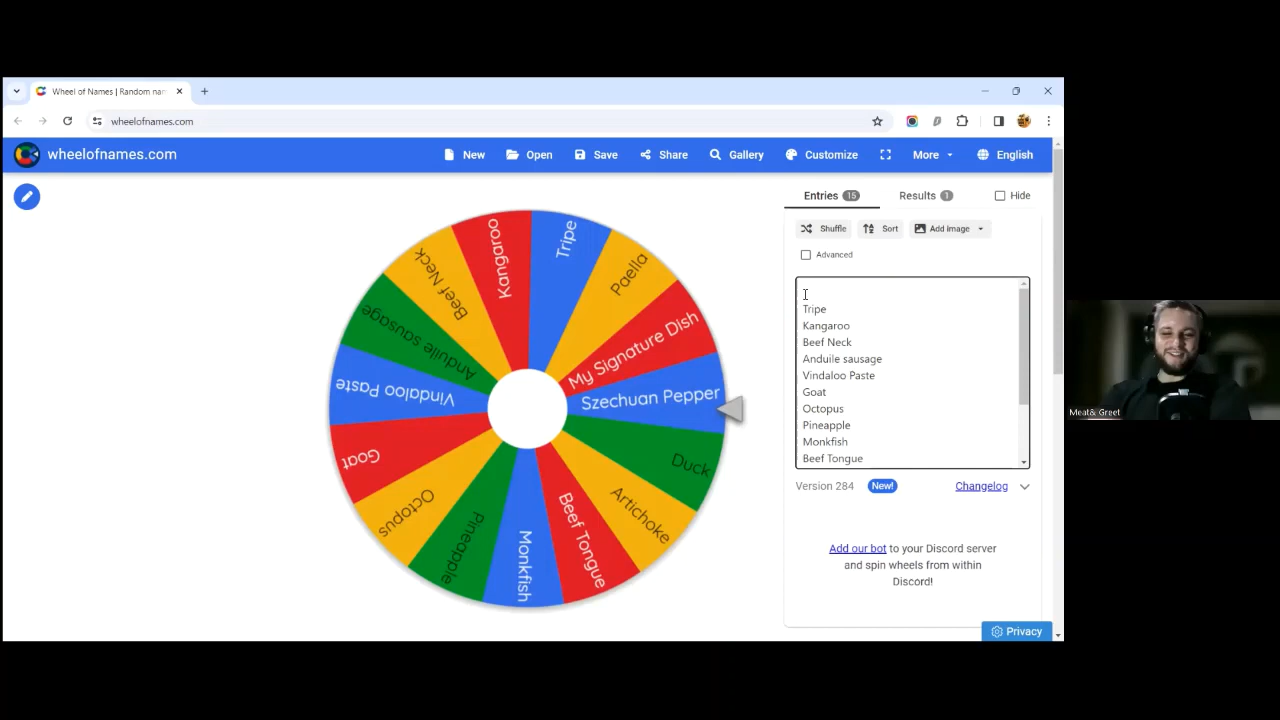 Wheel of Names | Random nar
wheelofnames.com
wheelofnames.com
New
Open
Save
Share
Gallery
Customize
More
English
Entries 15
Results 1
Hide
Shuffle
Sort
Add image
Advanced
Tripe
Kangaroo
Beef Neck
Anduile sausage
Vindaloo Paste
Goat
Octopus
Pineapple
Monkfish
Beef Tongue
Version 284
New!
Changelog
Add our bot to your Discord server
and spin wheels from within
Discord!
Privacy
Tripe
Paella
My Signature Dish
Szechuan Pepper
Duck
Artichoke
Beef Tongue
Monkfish
Pineapple
Octopus
Goat
Vindaloo Paste
Anduile sausage
Beef Neck
Kangaroo
Meat& Greet